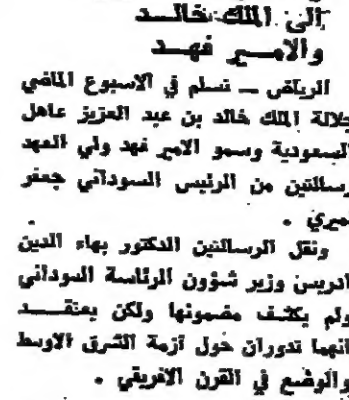 إلى الملك خالد
والامير فهد
الرياض — تسلم في الاسبوع الماضي
جلالة الملك خالد بن عبد العزيز عاهل
السعودية وسمو الامير فهد ولي العهد
رسالتين من الرئيس السوداني جعفر
ميري .
ونقل الرسالتين الدكتور بهاء الدين
ادريس وزير شؤون الرئاسة السوداني
ولم يكشف مضمونها ولكن يعتقد
انهما تدوران حول أزمة الشرق الاوسط
والوضع في القرن الافريقي .